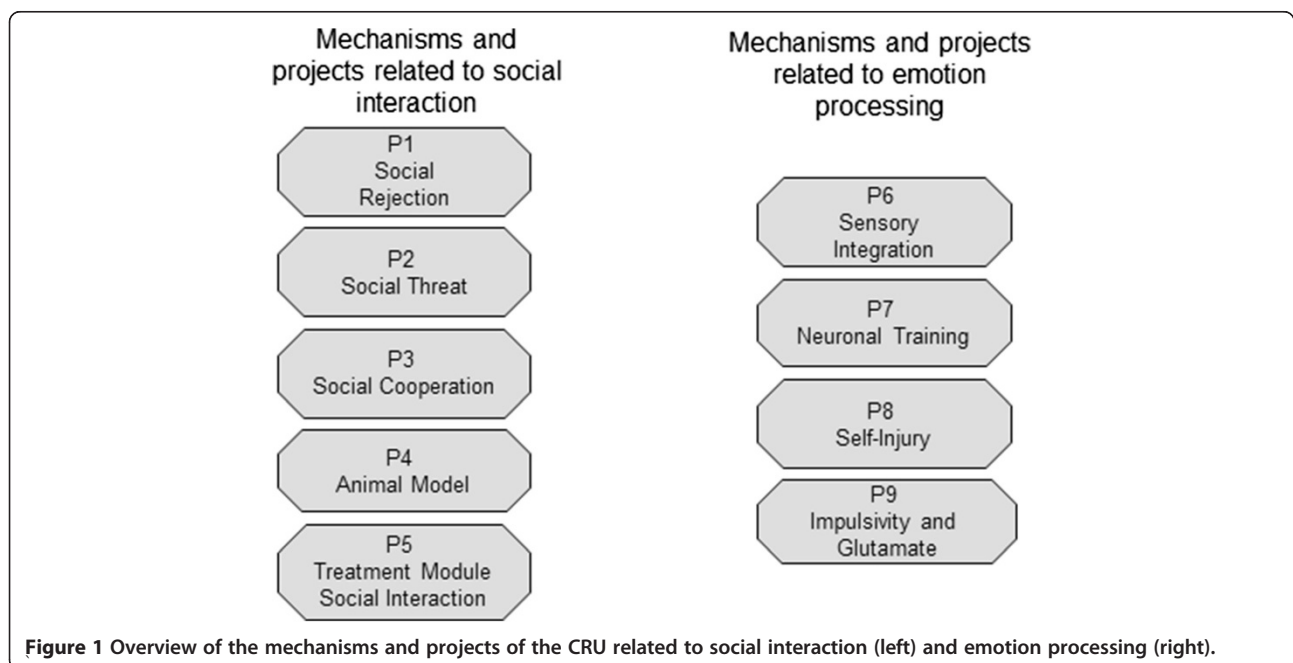 Mechanisms and
projects related to social
interaction
P1
Social
Rejection
P2
Social Threat
P3
Social Cooperation
P4
Animal Model
P5
Treatment Module
Social Interaction
Mechanisms and projects
related to emotion
processing
P6
Sensory
Integration
P7
Neuronal Training
P8
Self-Injury
P9
Impulsivity and
Glutamate
Figure 1 Overview of the mechanisms and projects of the CRU related to social interaction (left) and emotion processing (right).